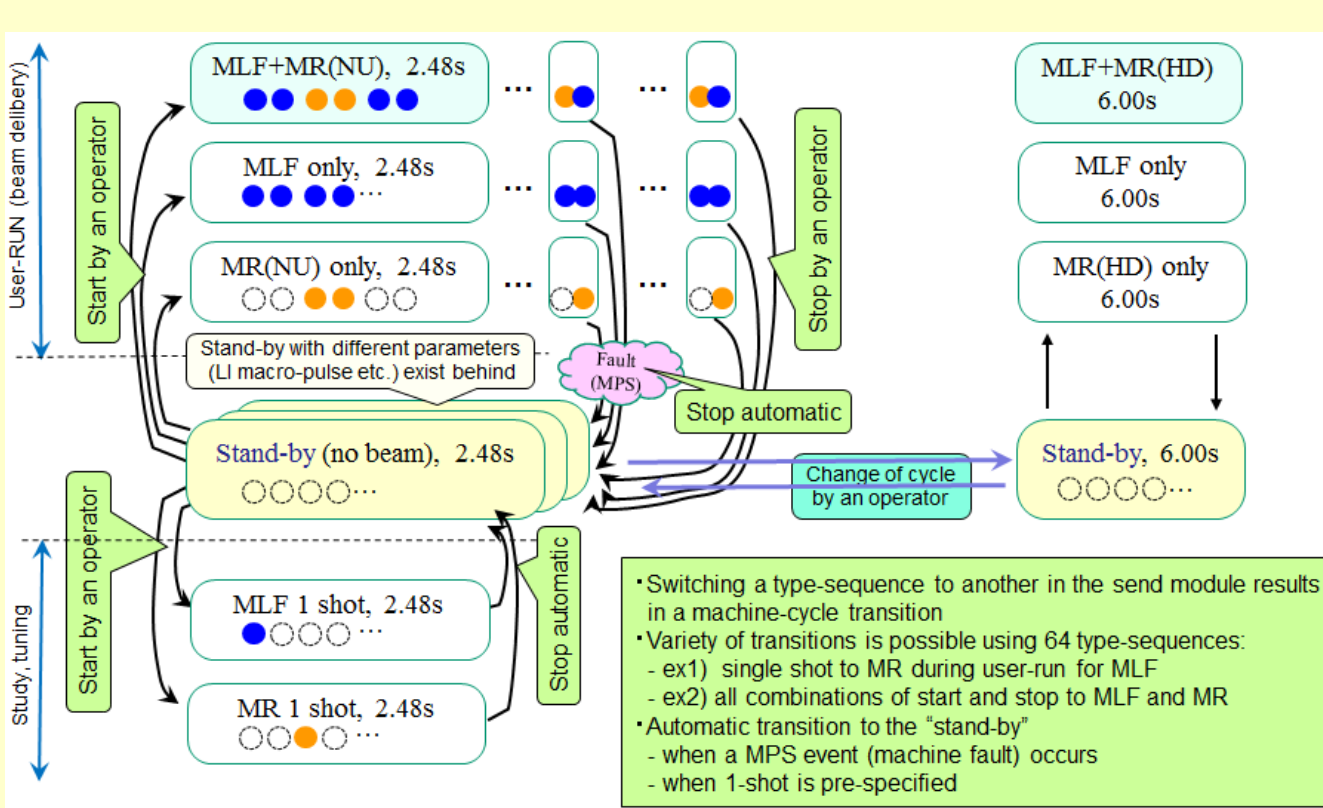 User-RUN (beam delibery)
Start by an operator
MLF+MR(NU), 2.48s
... ...
MLF only, 2.48s
...
... ...
MR(NU) only, 2.48s
... ...
Stop by an operator
MLF+MR(HD)
6.00s
MLF only
6.00s
MR(HD) only
6.00s
Stand-by with different parameters
(LI macro-pulse etc.) exist behind
Fault
(MPS)
Stop automatic
Stand-by (no beam), 2.48s
...
Change of cycle
by an operator
Stand-by, 6.00s
...
Study, tuning
Start by an operator
MLF 1 shot, 2.48s
...
MR 1 shot, 2.48s
...
Stop automatic
・Switching a type-sequence to another in the send module results
in a machine-cycle transition
・Variety of transitions is possible using 64 type-sequences:
- ex1) single shot to MR during user-run for MLF
- ex2) all combinations of start and stop to MLF and MR
・Automatic transition to the “stand-by”
- when a MPS event (machine fault) occurs
- when 1-shot is pre-specified